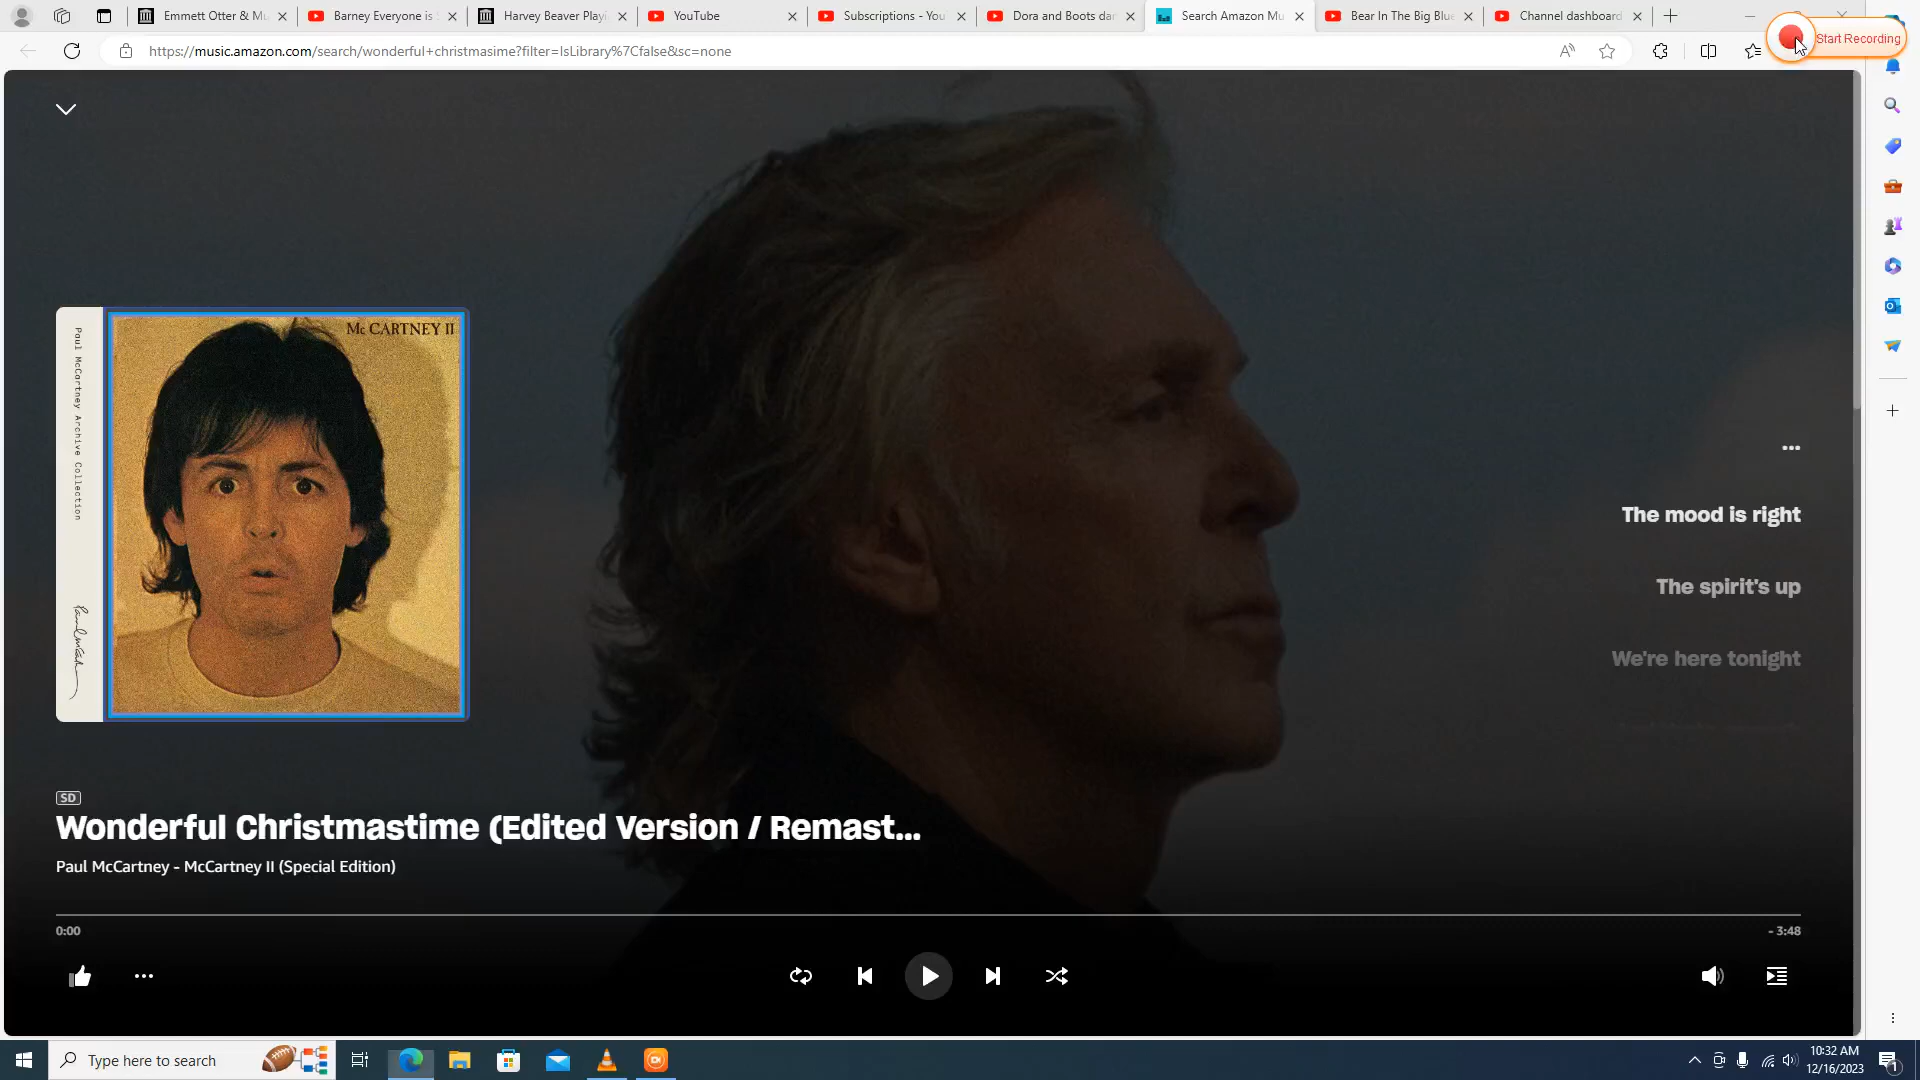 Emmett Otter & Mu
Barney Everyone is S
Harvey Beaver Playi
YouTube
Subscriptions - You
Dora and Boots dan
Search Amazon Mu
Bear In The Big Blue
Channel dashboard
https://music.amazon.com/search/wonderful+christmasime?filter=IsLibrary%7Cfalse&sc=none
Start Recording
Mc CARTNEY II
Paul McCartney Archive Collection
...
The mood is right
The spirit's up
We're here tonight
SD
Wonderful Christmastime (Edited Version / Remast...
Paul McCartney - McCartney II (Special Edition)
0:00
- 3:48
Type here to search
10:32 AM
12/16/2023
1